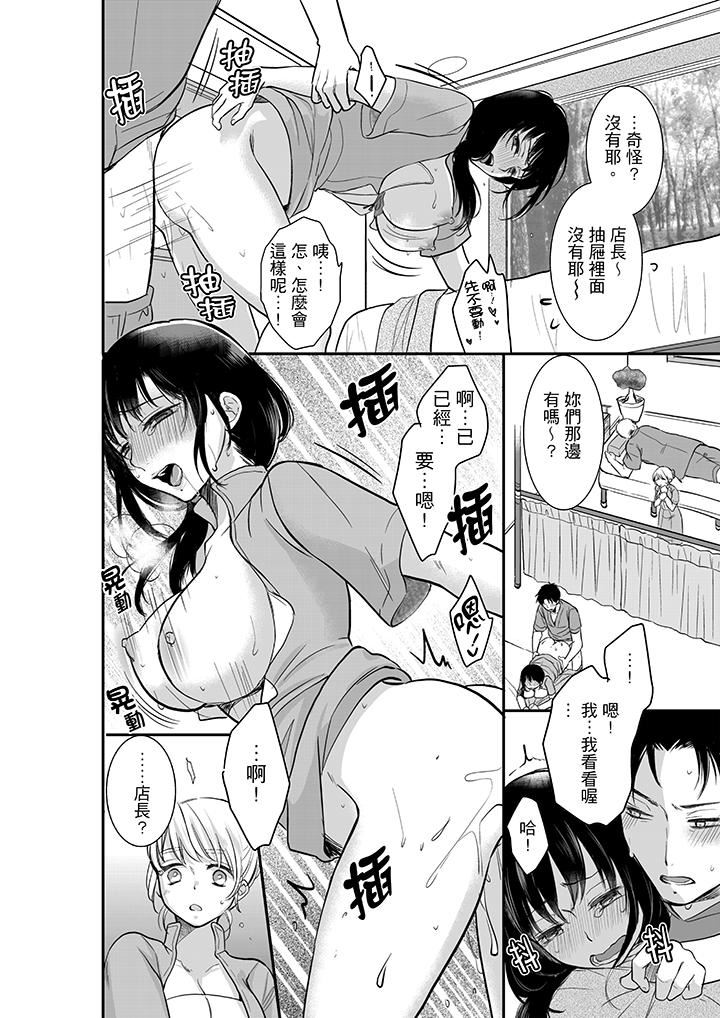 …奇怪？
沒有耶。
店長～
抽屜裡面
沒有耶～
…！
抽
插
插
啊！
先不要動！
咦…！
怎、怎麼會
這樣呢…！
抽
插
妳們那邊
有嗎～？
…！
嗯！
我…我看看喔
…
哈！
插
啊…已
已經…
要…嗯！
插
嗯！
晃動
晃動
…啊！
插
……店長？